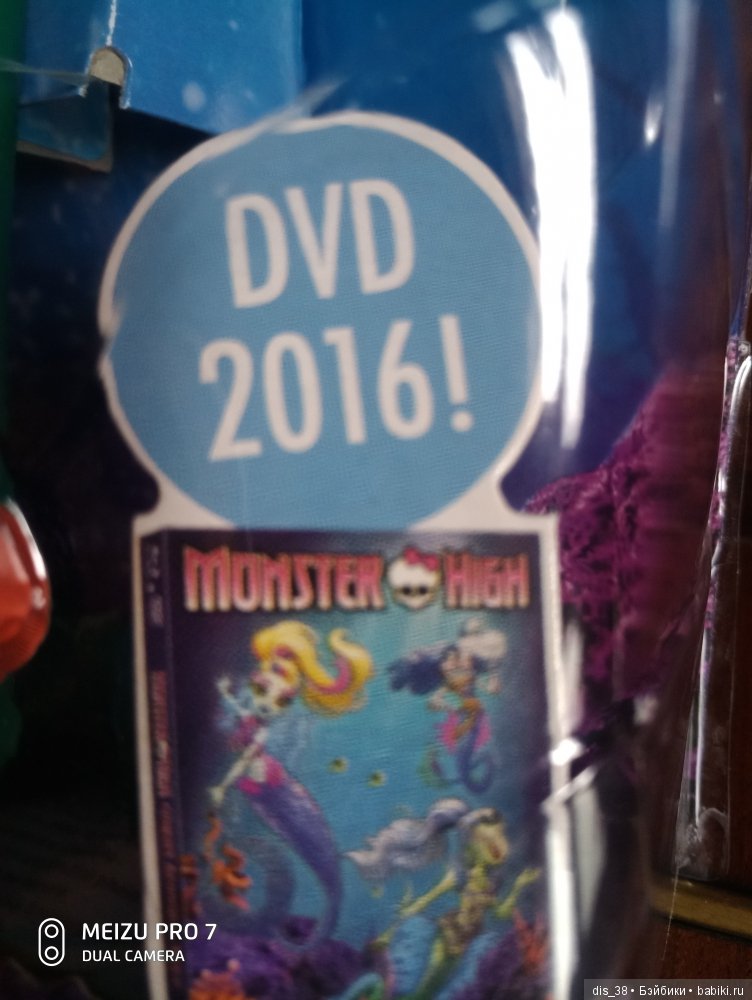 DVD
2016!
MONSTER HIGH
MEIZU PRO 7
DUAL CAMERA
dis_38 • Бэйбики • babiki.ru